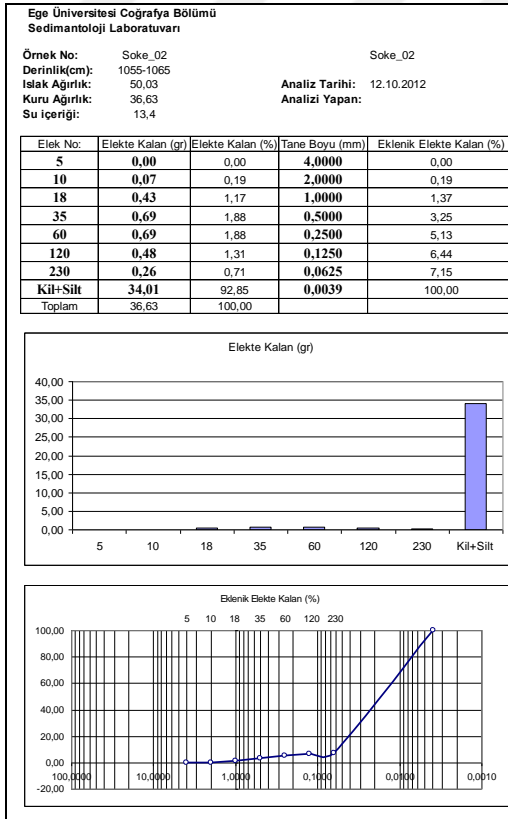 Ege Üniversitesi Coğrafya Bölümü
Sedimantoloji Laboratuvarı
Örnek No: Soke_02 Soke_02
Derinlik(cm): 1055-1065
Islak Ağırlık: 50,03 Analiz Tarihi: 12.10.2012
Kuru Ağırlık: 36,63 Analizi Yapan:
Su içeriği: 13,4
Elek No: Elekte Kalan (gr) Elekte Kalan (%) Tane Boyu (mm) Eklenik Elekte Kalan (%)
5 0,00 0,00 4,0000 0,00
10 0,07 0,19 2,0000 0,19
18 0,43 1,17 1,0000 1,37
35 0,69 1,88 0,5000 3,25
60 0,69 1,88 0,2500 5,13
120 0,48 1,31 0,1250 6,44
230 0,26 0,71 0,0625 7,15
Kil+Silt 34,01 92,85 0,0039 100,00
Toplam 36,63 100,00
Elekte Kalan (gr)
40,00
35,00
30,00
25,00
20,00
15,00
10,00
5,00
0,00
5 10 18 35 60 120 230 Kil+Silt
Eklenik Elekte Kalan (%)
5 10 18 35 60 120 230
100,00
80,00
60,00
40,00
20,00
0,00
100,0000 10,0000 1,0000 0,1000 0,0100 0,0010
-20,00